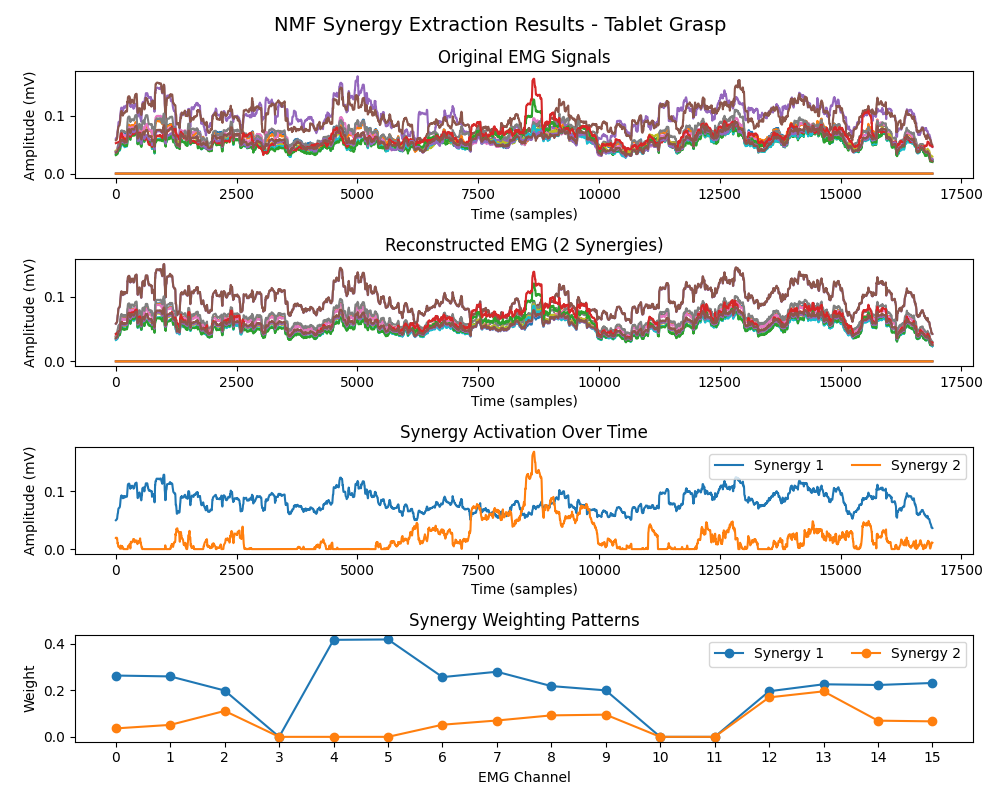 NMF Synergy Extraction Results - Tablet Grasp
Original EMG Signals
Amplitude (mV)
0.1
0.0
0 2500 5000 7500 10000 12500 15000 17500
Time (samples)
Reconstructed EMG (2 Synergies)
Amplitude (mV)
0.1
0.0
0 2500 5000 7500 10000 12500 15000 17500
Time (samples)
Synergy Activation Over Time
Amplitude (mV)
Synergy 1 Synergy 2
0.1
0.0
0 2500 5000 7500 10000 12500 15000 17500
Time (samples)
Synergy Weighting Patterns
Weight
Synergy 1 Synergy 2
0.4
0.2
0.0
0 1 2 3 4 5 6 7 8 9 10 11 12 13 14 15
EMG Channel